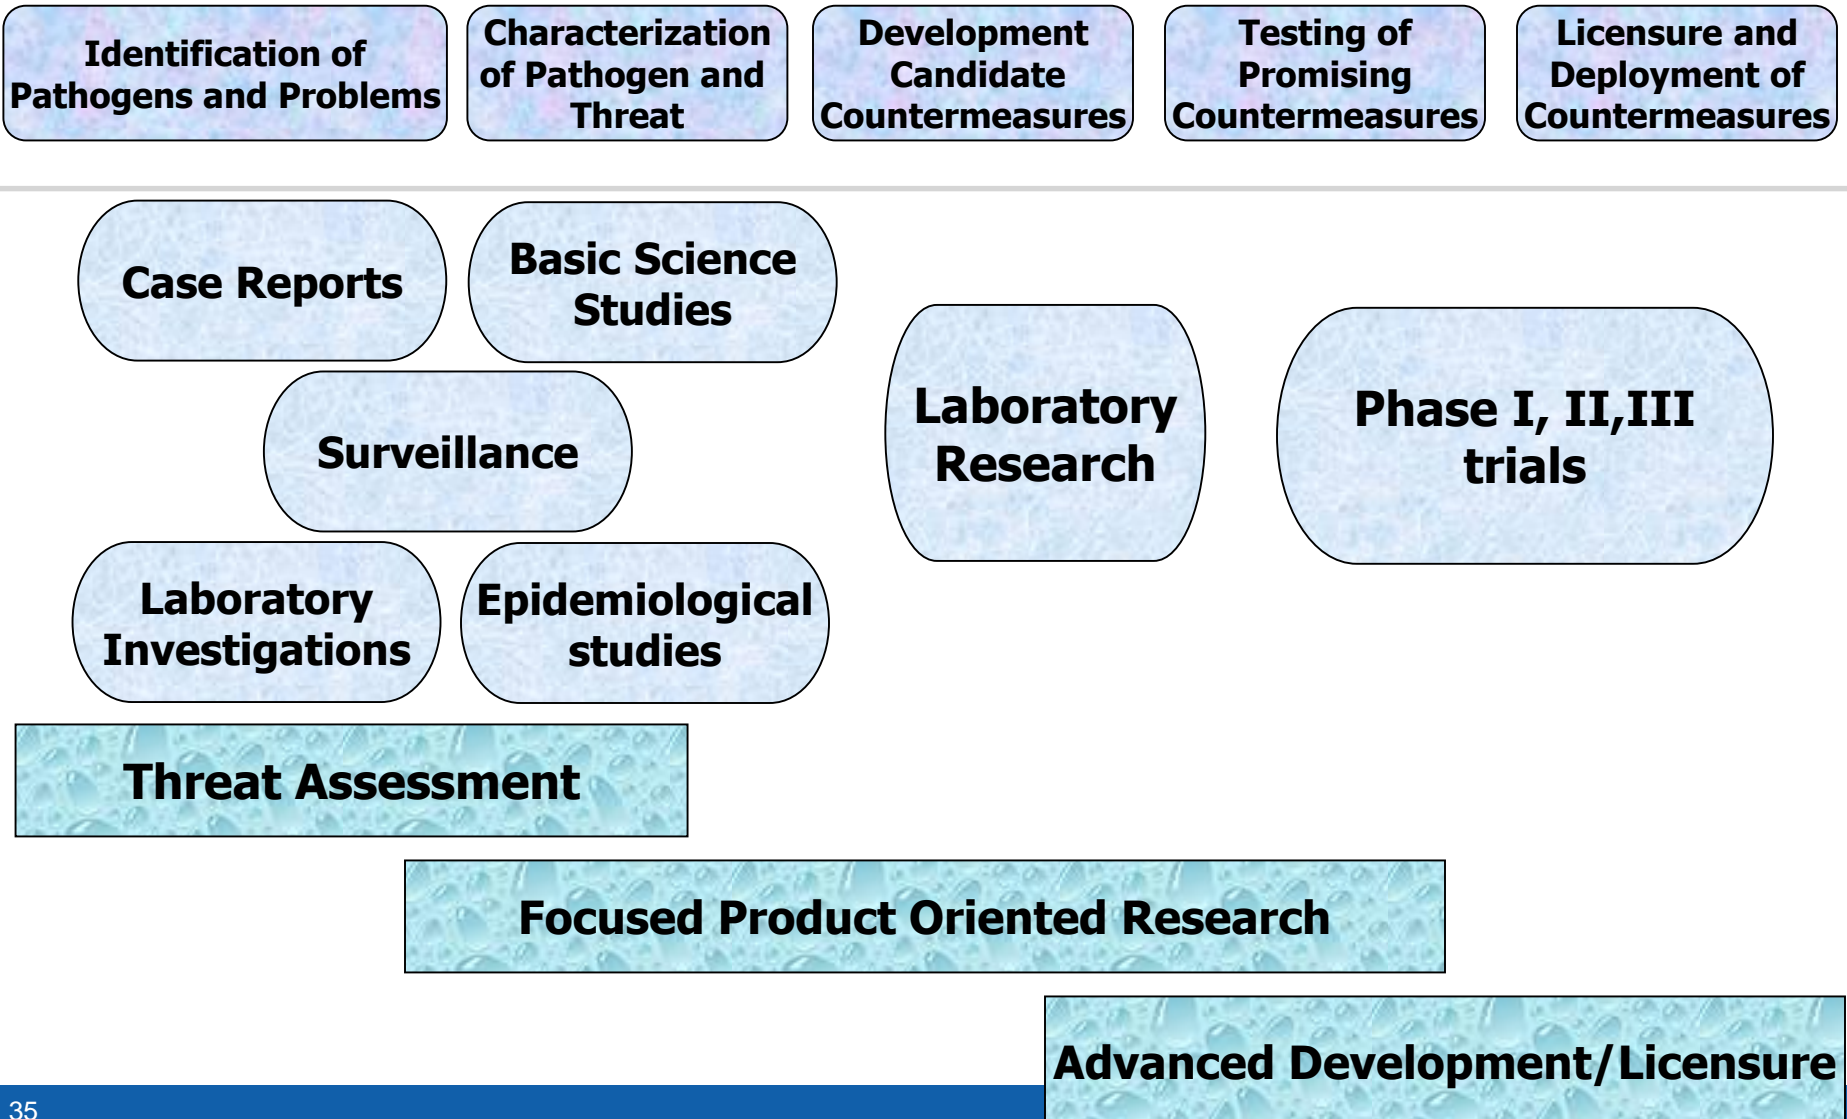 Identification of
Pathogens and Problems
Characterization
of Pathogen and
Threat
Development
Candidate
Countermeasures
Testing of
Promising
Countermeasures
Licensure and
Deployment of
Countermeasures
Case Reports
Basic Science
Studies
Surveillance
Laboratory
Investigations
Epidemiological
studies
Laboratory
Research
Phase I, II,III
trials
Threat Assessment
Focused Product Oriented Research
Advanced Development/Licensure
35